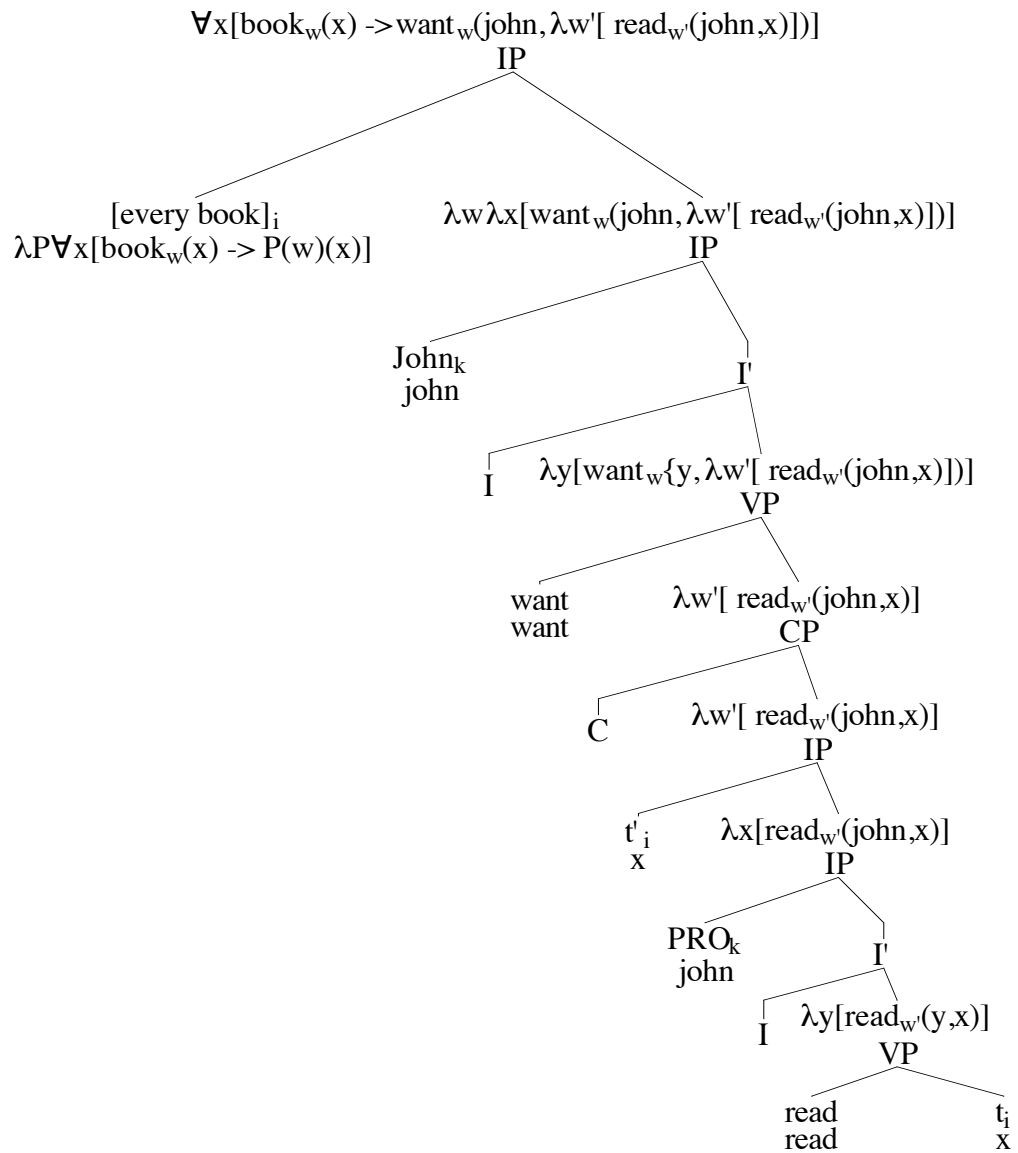 ∀x[book_w(x) ->want_w(john, λw'[ read_w'(john,x)])]
IP
[every book]_i
λP∀x[book_w(x) -> P(w)(x)]
λwλx[want_w(john, λw'[ read_w'(john,x)])]
IP
John_k
john
I'
I
λy[want_w{y, λw'[ read_w'(john,x)])]
VP
want
want
λw'[ read_w'(john,x)]
CP
C
λw'[ read_w'(john,x)]
IP
t'_i
x
λx[read_w'(john,x)]
IP
PRO_k
john
I'
I
λy[read_w'(y,x)]
VP
read
read
t_i
x